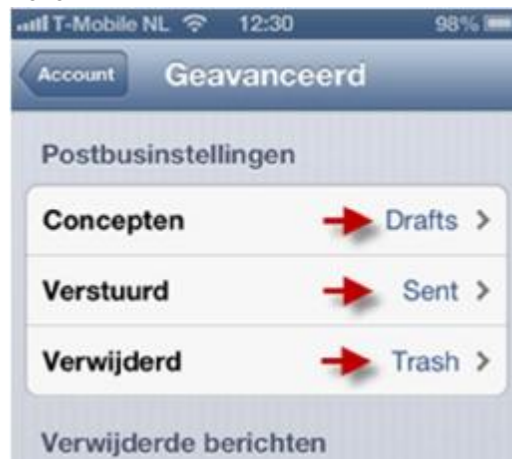 T-Mobile NL 12:30 98%
Account Geavanceerd
Postbusinstellingen
Concepten Drafts
Verstuurd Sent
Verwijderd Trash
Verwijderde berichten